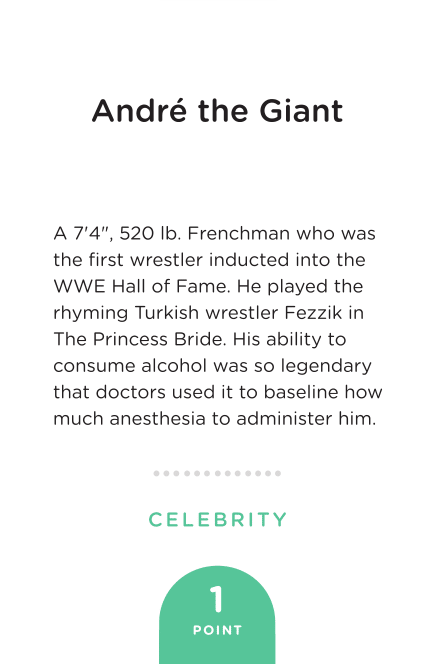 André the Giant
A 7'4", 520 lb. Frenchman who was
the first wrestler inducted into the
WWE Hall of Fame. He played the
rhyming Turkish wrestler Fezzik in
The Princess Bride. His ability to
consume alcohol was so legendary
that doctors used it to baseline how
much anesthesia to administer him.
CELEBRITY
1
POINT